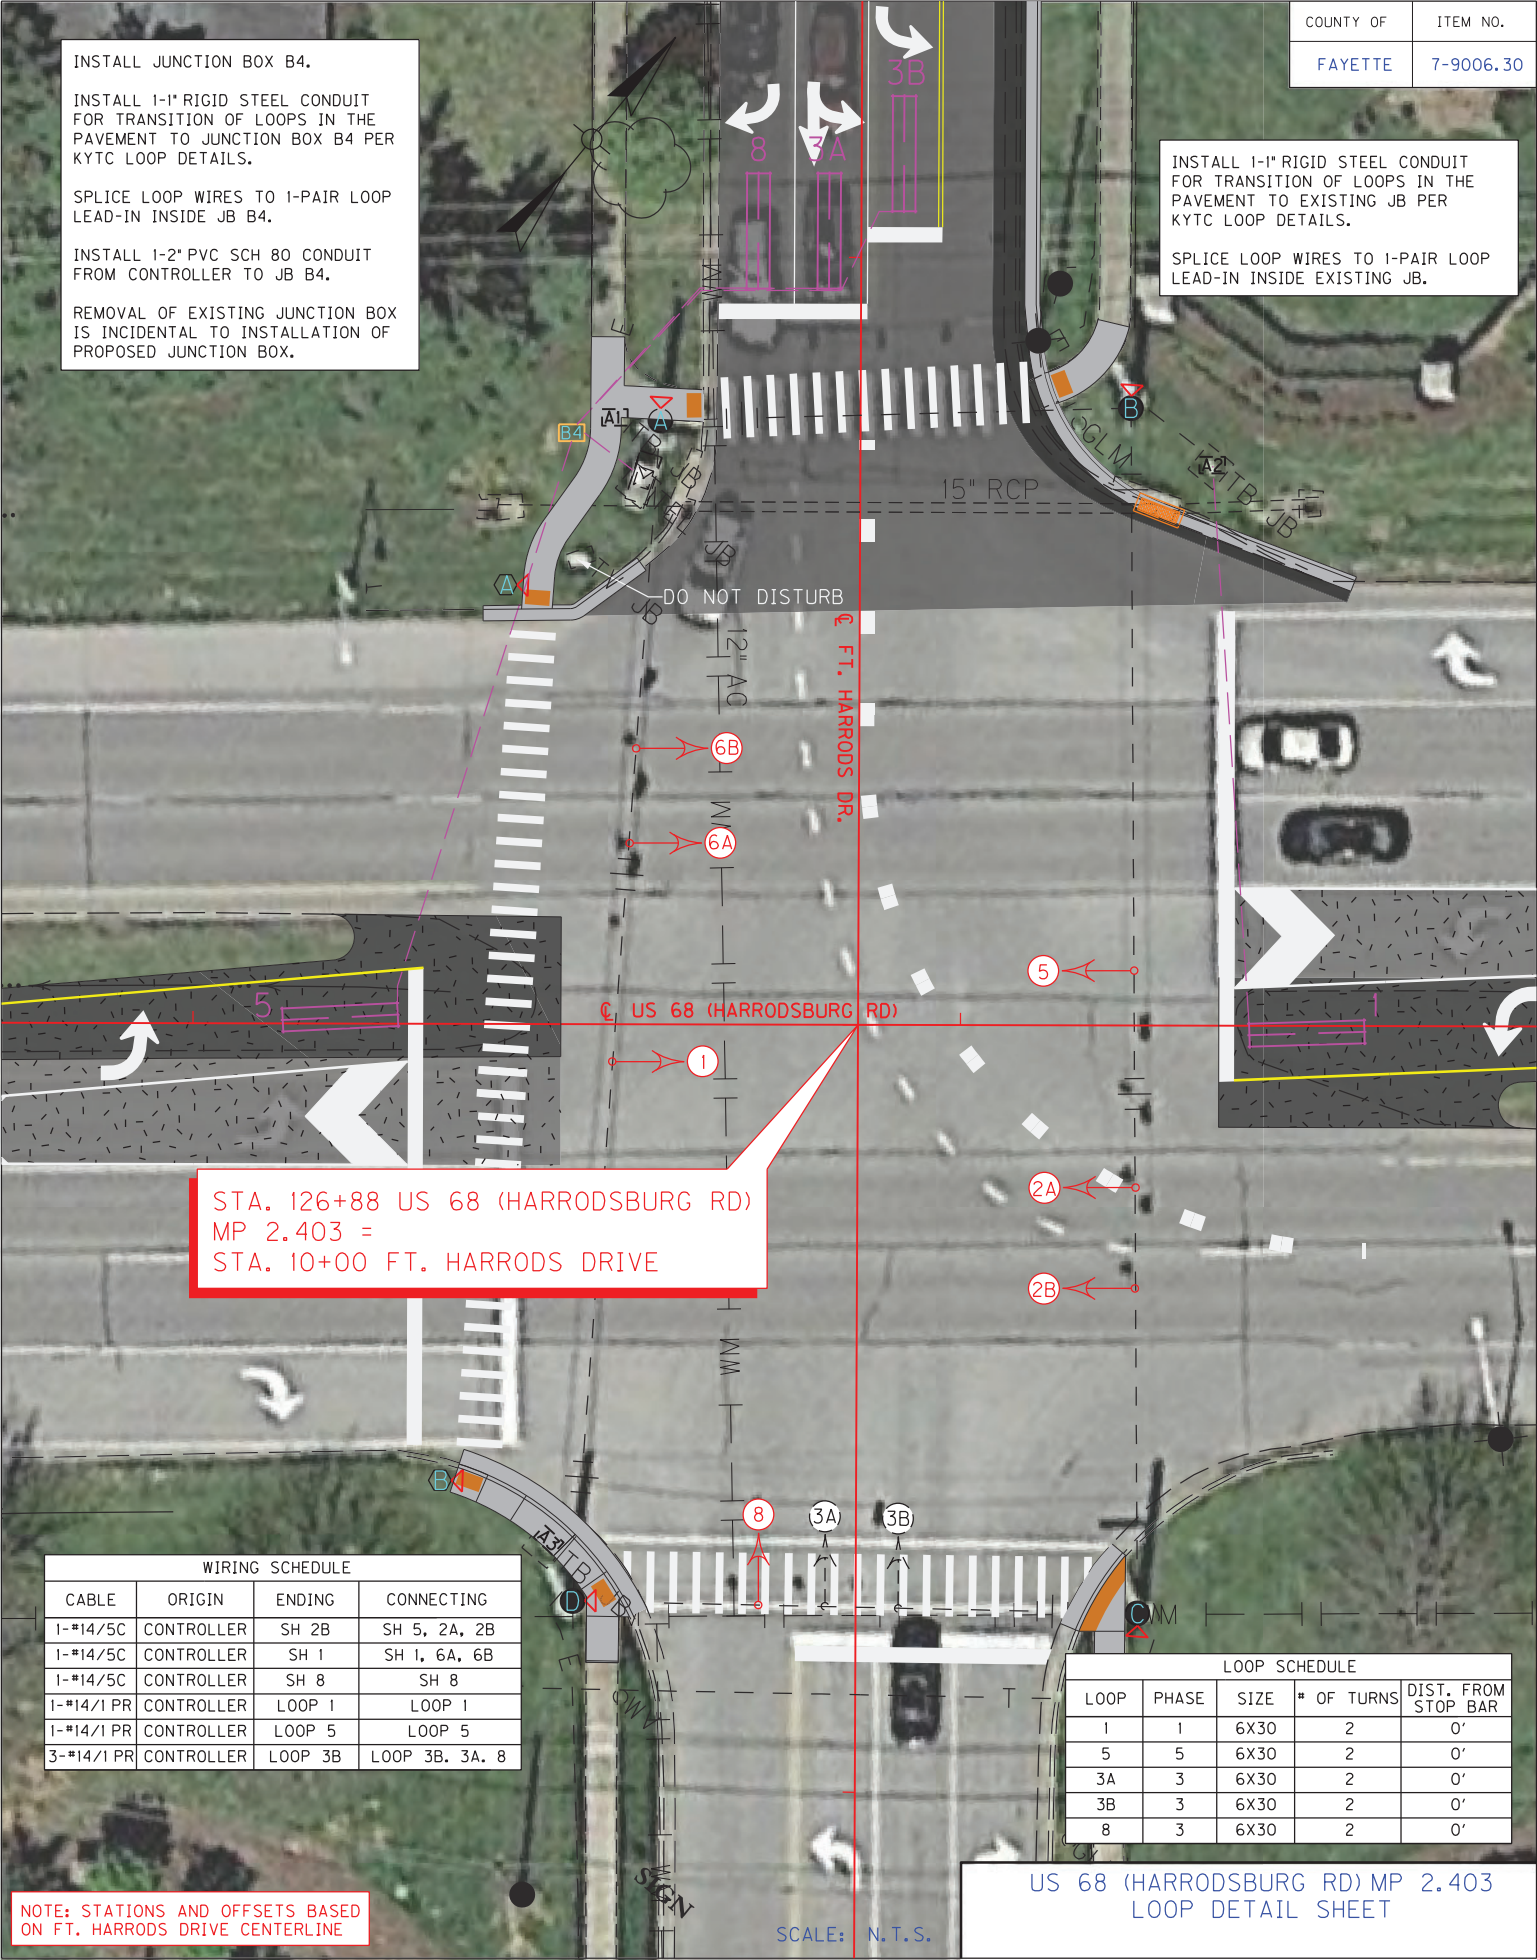 COUNTY OF
ITEM NO.
FAYETTE
7-9006.30
INSTALL JUNCTION BOX B4.
INSTALL 1-1" RIGID STEEL CONDUIT
FOR TRANSITION OF LOOPS IN THE
PAVEMENT TO JUNCTION BOX B4 PER
KYTC LOOP DETAILS.
SPLICE LOOP WIRES TO 1-PAIR LOOP
LEAD-IN INSIDE JB B4.
INSTALL 1-2" PVC SCH 80 CONDUIT
FROM CONTROLLER TO JB B4.
REMOVAL OF EXISTING JUNCTION BOX
IS INCIDENTAL TO INSTALLATION OF
PROPOSED JUNCTION BOX.
INSTALL 1-1" RIGID STEEL CONDUIT
FOR TRANSITION OF LOOPS IN THE
PAVEMENT TO EXISTING JB PER
KYTC LOOP DETAILS.
SPLICE LOOP WIRES TO 1-PAIR LOOP
LEAD-IN INSIDE EXISTING JB.
3B
8
3A
E
E
A1
A
B
B4
TB
JB
GLM
A2
TB
JB
15" RCP
A
DO NOT DISTURB
JB
12" AC
FT. HARRODS DR.
6B
6A
5
5
1
US 68 (HARRODSBURG RD)
1
STA. 126+88 US 68 (HARRODSBURG RD)
MP 2.403 =
STA. 10+00 FT. HARRODS DRIVE
2A
2B
B
8
3A
3B
A3
TB
D
C
WM
E
T
WIRING SCHEDULE
CABLE ORIGIN ENDING CONNECTING
1-#14/5C CONTROLLER SH 2B SH 5, 2A, 2B
1-#14/5C CONTROLLER SH 1 SH 1, 6A, 6B
1-#14/5C CONTROLLER SH 8 SH 8
1-#14/1 PR CONTROLLER LOOP 1 LOOP 1
1-#14/1 PR CONTROLLER LOOP 5 LOOP 5
3-#14/1 PR CONTROLLER LOOP 3B LOOP 3B, 3A, 8
LOOP SCHEDULE
LOOP PHASE SIZE # OF TURNS DIST. FROM STOP BAR
1 1 6X30 2 0'
5 5 6X30 2 0'
3A 3 6X30 2 0'
3B 3 6X30 2 0'
8 3 6X30 2 0'
SIGN
NOTE: STATIONS AND OFFSETS BASED
ON FT. HARRODS DRIVE CENTERLINE
SCALE: N.T.S.
US 68 (HARRODSBURG RD) MP 2.403
LOOP DETAIL SHEET